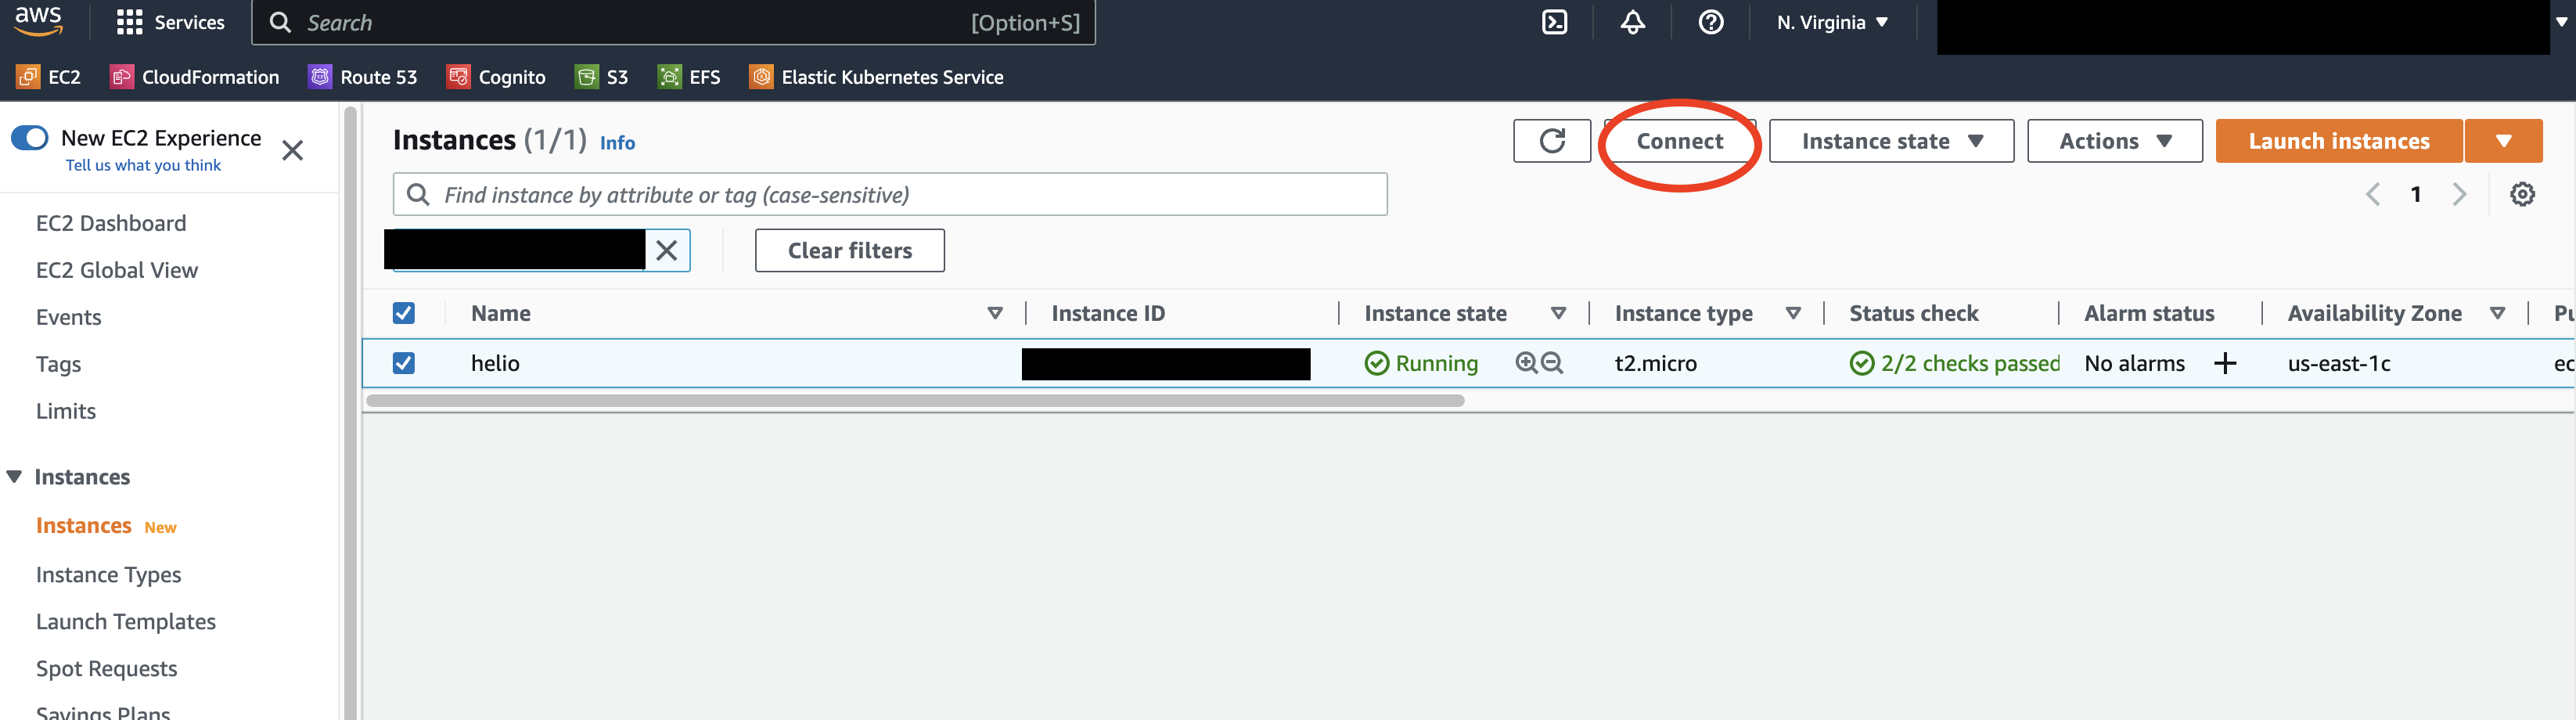 aws
Services
Search
[Option+S]
N. Virginia
EC2
CloudFormation
Route 53
Cognito
S3
EFS
Elastic Kubernetes Service
New EC2 Experience
Tell us what you think
EC2 Dashboard
EC2 Global View
Events
Tags
Limits
Instances
Instances New
Instance Types
Launch Templates
Spot Requests
Savings Plans
Instances (1/1) Info
Connect
Instance state
Actions
Launch instances
Find instance by attribute or tag (case-sensitive)
1
Clear filters
Name
Instance ID
Instance state
Instance type
Status check
Alarm status
Availability Zone
helio
Running
t2.micro
2/2 checks passed
No alarms
us-east-1c